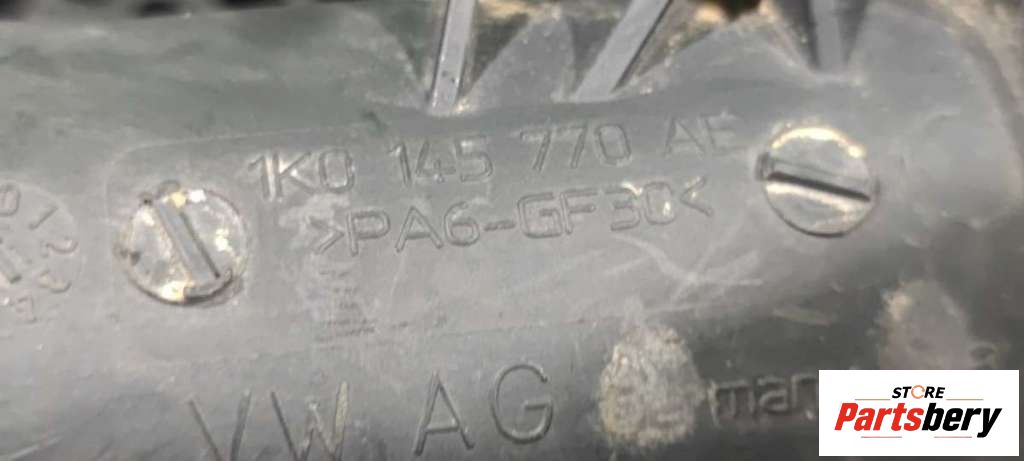 1K0 145 770 AE
>PA6-GF30<
VW AG
STORE
Partsbery